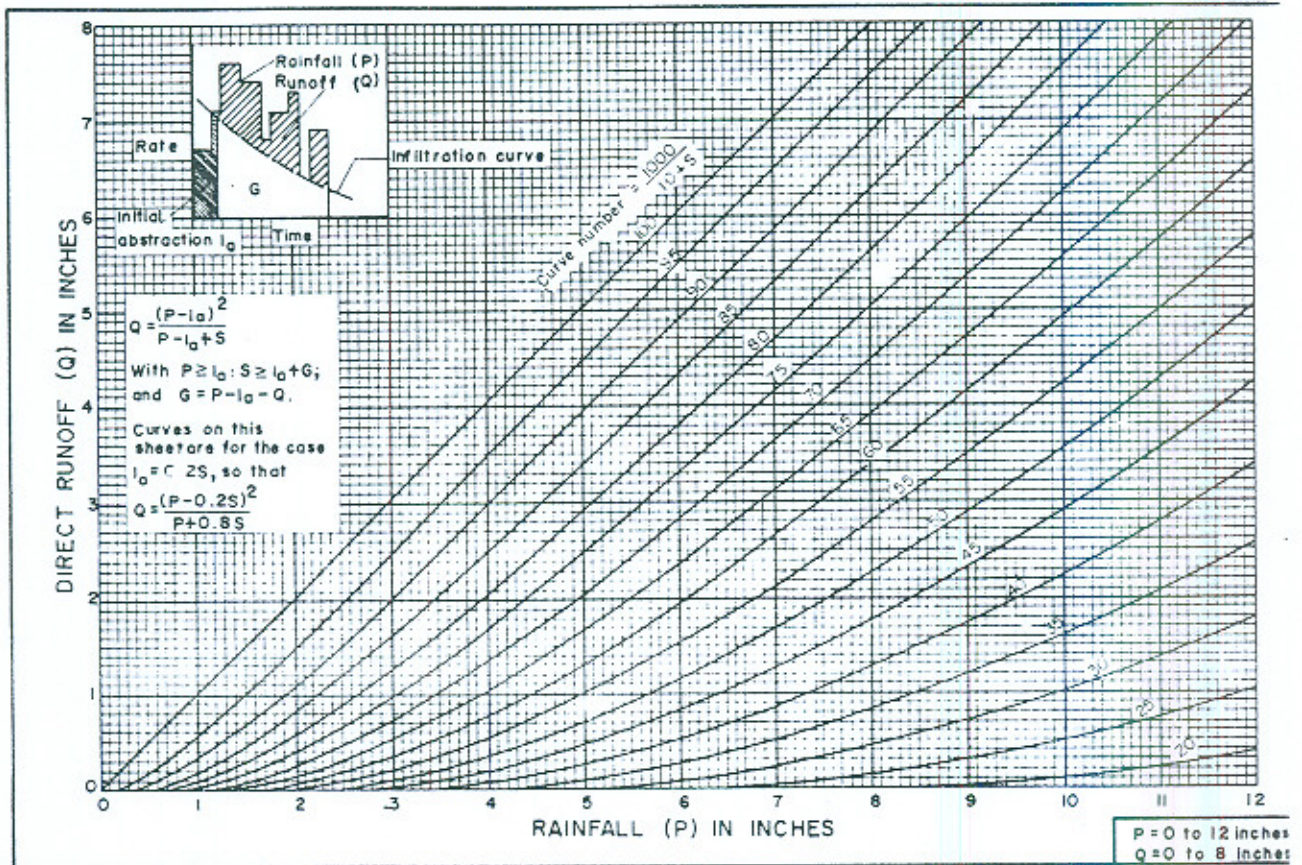 8
7
6
5
4
3
2
1
0
DIRECT RUNOFF (Q) IN INCHES
Rainfall (P)
Runoff (Q)
Rate
Infiltration curve
G
Initial
abstraction Iₐ
Time
Curve number = 1000
10+S
Q = (P-Iₐ)²
P-Iₐ+S
With P ≥ Iₐ: S ≥ Iₐ+G;
and G = P-Iₐ-Q.
Curves on this
sheet are for the case
Iₐ = 0.2S, so that
Q = (P-0.2S)²
P+0.8S
100
95
90
85
80
75
70
65
60
55
50
45
40
35
30
25
20
0 1 2 3 4 5 6 7 8 9 10 11 12
RAINFALL (P) IN INCHES
P = 0 to 12 inches
Q = 0 to 8 inches